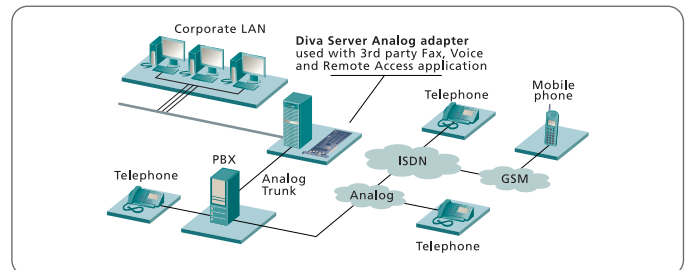 Corporate LAN
Diva Server Analog adapter
used with 3rd party Fax, Voice
and Remote Access application
Telephone
Mobile
phone
ISDN
PBX
Analog
Trunk
GSM
Telephone
Analog
Telephone